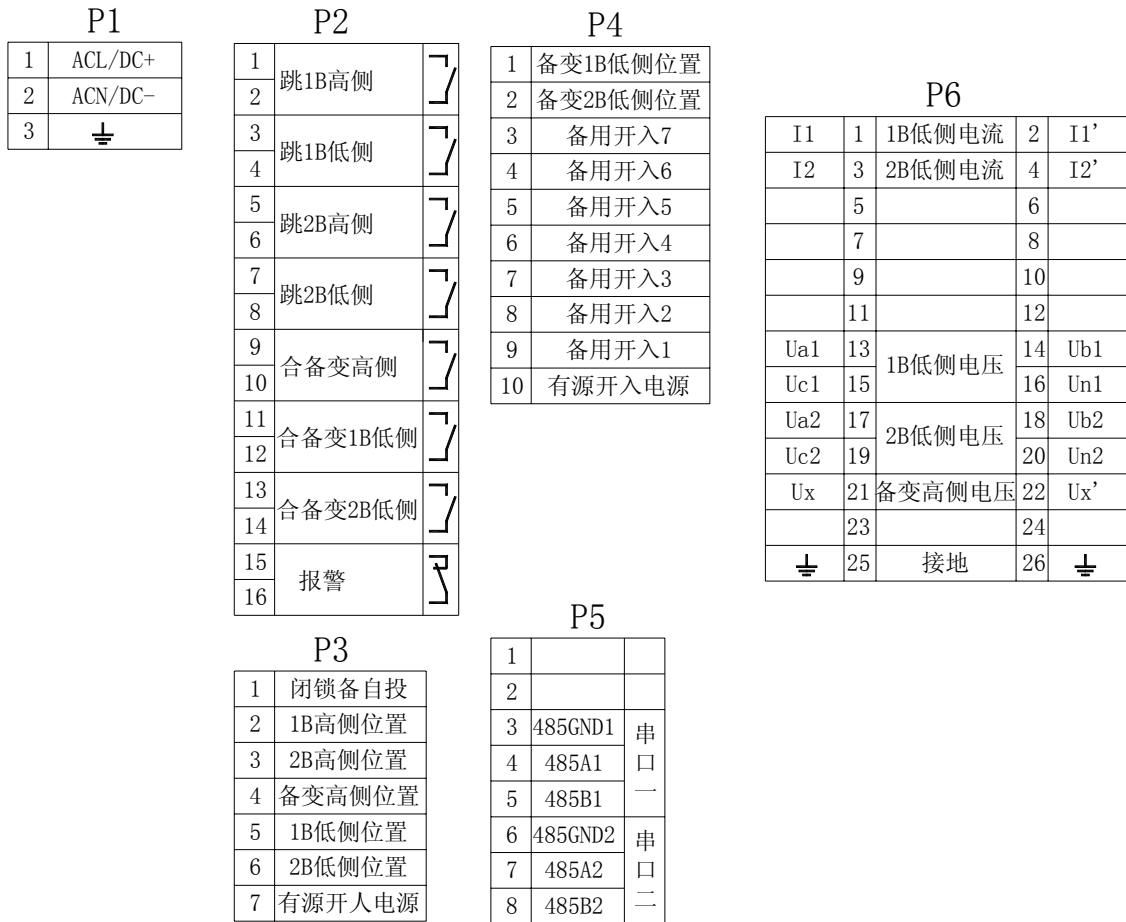 P1
1 ACL/DC+
2 ACN/DC-
3
P2
1 跳1B高侧
2
3 跳1B低侧
4
5 跳2B高侧
6
7 跳2B低侧
8
9 合备变高侧
10
11 合备变1B低侧
12
13 合备变2B低侧
14
15 报警
16
P3
1 闭锁备自投
2 1B高侧位置
3 2B高侧位置
4 备变高侧位置
5 1B低侧位置
6 2B低侧位置
7 有源开人电源
P4
1 备变1B低侧位置
2 备变2B低侧位置
3 备用开入7
4 备用开入6
5 备用开入5
6 备用开入4
7 备用开入3
8 备用开入2
9 备用开入1
10 有源开入电源
P5
1
2
3 485GND1 串口一
4 485A1
5 485B1
6 485GND2 串口二
7 485A2
8 485B2
P6
I1 1 1B低侧电流 2 I1’
I2 3 2B低侧电流 4 I2’
5 6
7 8
9 10
11 12
Ua1 13 1B低侧电压 14 Ub1
Uc1 15 16 Un1
Ua2 17 2B低侧电压 18 Ub2
Uc2 19 20 Un2
Ux 21 备变高侧电压 22 Ux’
23 24
25 接地 26